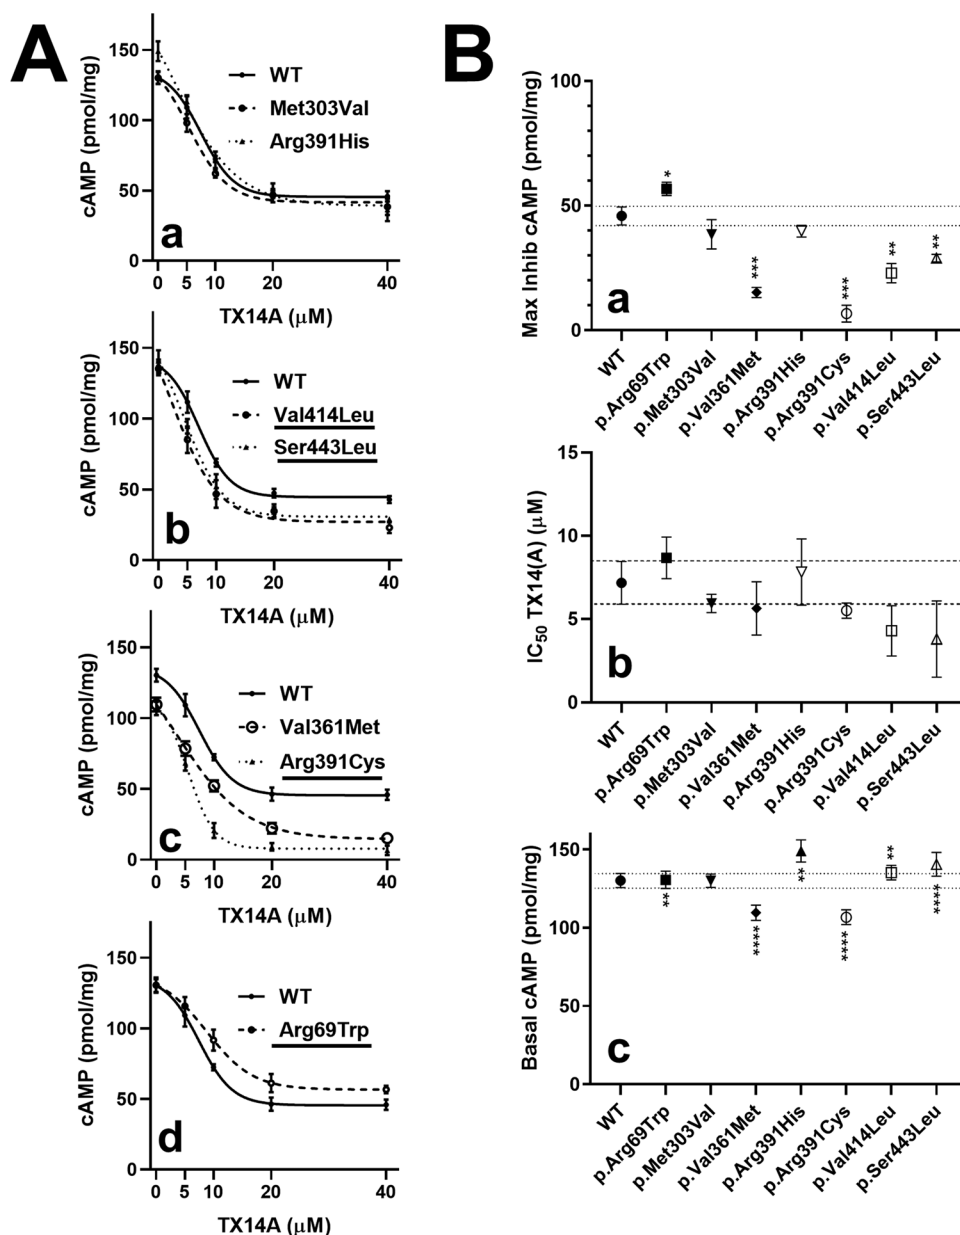 A
cAMP (pmol/mg)
150
100
50
0
WT
Met303Val
Arg391His
a
0 5 10 20 40
TX14A (μM)
cAMP (pmol/mg)
150
100
50
0
WT
Val414Leu
Ser443Leu
b
0 5 10 20 40
TX14A (μM)
cAMP (pmol/mg)
150
100
50
0
WT
Val361Met
Arg391Cys
c
0 5 10 20 40
TX14A (μM)
cAMP (pmol/mg)
150
100
50
0
WT
Arg69Trp
d
0 5 10 20 40
TX14A (μM)
B
Max Inhib cAMP (pmol/mg)
100
50
0
*
***
***
**
***
a
WT
p.Arg69Trp
p.Met303Val
p.Val361Met
p.Arg391His
p.Arg391Cys
p.Val414Leu
p.Ser443Leu
IC50 TX14(A) (μM)
15
10
5
0
b
WT
p.Arg69Trp
p.Met303Val
p.Val361Met
p.Arg391His
p.Arg391Cys
p.Val414Leu
p.Ser443Leu
Basal cAMP (pmol/mg)
150
100
50
0
**
****
**
****
**
****
c
WT
p.Arg69Trp
p.Met303Val
p.Val361Met
p.Arg391His
p.Arg391Cys
p.Val414Leu
p.Ser443Leu